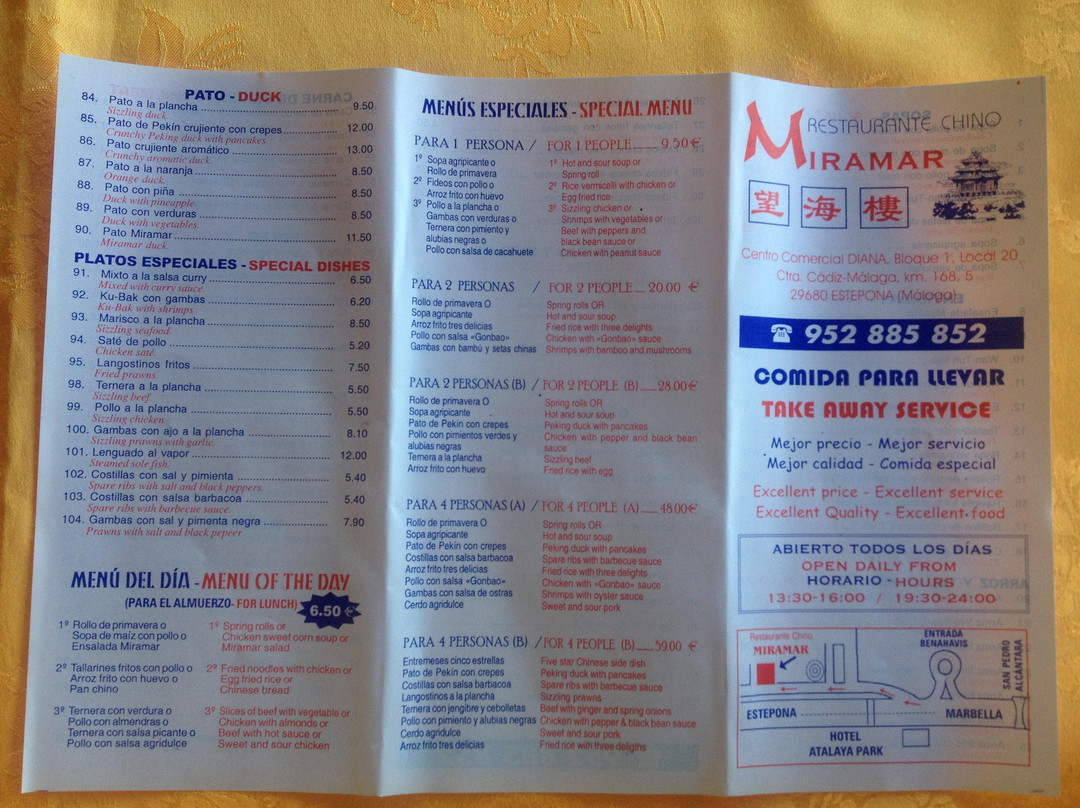 PATO - DUCK
84. Pato a la plancha ........ 9.50
Sizzling duck.
85. Pato de Pekín crujiente con crepes ........ 12.00
Crunchy Peking duck with pancakes
86. Pato crujiente aromático ........ 13.00
Crunchy aromatic duck.
87. Pato a la naranja ........ 8.50
Orange duck.
88. Pato con piña ........ 8.50
Duck with pineapple.
89. Pato con verduras ........ 8.50
Duck with vegetables.
90. Pato Miramar ........ 11.50
Miramar duck.
PLATOS ESPECIALES - SPECIAL DISHES
91. Mixto a la salsa curry ........ 6.50
Mixed with curry sauce
92. Ku-Bak con gambas ........ 6.20
Ku-Bak with shrimps.
93. Marisco a la plancha ........ 8.50
Sizzling seafood.
94. Saté de pollo ........ 5.20
Chicken saté.
95. Langostinos fritos ........ 7.50
Fried prawns.
98. Ternera a la plancha ........ 5.50
Sizzling beef.
99. Pollo a la plancha ........ 5.50
Sizzling chicken.
100. Gambas con ajo a la plancha ........ 8.10
Sizzling prawns with garlic.
101. Lenguado al vapor ........ 12.00
Steamed sole fish.
102. Costillas con sal y pimienta ........ 5.40
Spare ribs with salt and black peppers.
103. Costillas con salsa barbacoa ........ 5.40
Spare ribs with barbecue sauce.
104. Gambas con sal y pimenta negra ........ 7.90
Prawns with salt and black pepeer
MENÚ DEL DÍA - MENU OF THE DAY
(PARA EL ALMUERZO- FOR LUNCH) 6.50 €
1º Rollo de primavera o
Sopa de maíz con pollo o
Ensalada Miramar
1º Spring rolls or
Chicken sweet corn soup or
Miramar salad
2º Tallarines fritos con pollo o
Arroz frito con huevo o
Pan chino
2º Fried noodles with chicken or
Egg fried rice or
Chinese bread
3º Ternera con verdura o
Pollo con almendras o
Ternera con salsa picante o
Pollo con salsa agridulce
3º Slices of beef with vegetable or
Chicken with almonds or
Beef with hot sauce or
Sweet and sour chicken
MENÚS ESPECIALES - SPECIAL MENU
PARA 1 PERSONA / FOR 1 PEOPLE ..... 9.50 €
1º Sopa agripicante o
Rollo de primavera
2º Fideos con pollo o
Arroz frito con huevo
3º Pollo a la plancha o
Gambas con verduras o
Ternera con pimiento y
alubias negras o
Pollo con salsa de cacahuete
1º Hot and sour soup or
Spring roll
2º Rice vermicelli with chicken or
Egg fried rice
3º Sizzling chicken or
Shrimps with vegetables or
Beef with peppers and
black bean sauce or
Chicken with peanut sauce
PARA 2 PERSONAS / FOR 2 PEOPLE ... 20.00 €
Rollo de primavera O
Sopa agripicante
Arroz frito tres delicias
Pollo con salsa «Gonbao»
Gambas con bambú y setas chinas
Spring rolls OR
Hot and sour soup
Fried rice with three delights
Chicken with «Gonbao» sauce
Shrimps with bamboo and mushrooms
PARA 2 PERSONAS (B) / FOR 2 PEOPLE (B) .... 28.00 €
Rollo de primavera O
Sopa agripicante
Pato de Pekin con crepes
Pollo con pimientos verdes y
alubias negras
Ternera a la plancha
Arroz frito con huevo
Spring rolls OR
Hot and sour soup
Peking duck with pancakes
Chicken with pepper and black bean
sauce
Sizzling beef
Fried rice with egg
PARA 4 PERSONAS (A) / FOR 4 PEOPLE (A) .... 48.00 €
Rollo de primavera O
Sopa agripicante
Pato de Pekin con crepes
Costillas con salsa barbacoa
Arroz frito tres delicias
Pollo con salsa «Gonbao»
Gambas con salsa de ostras
Cerdo agridulce
Spring rolls OR
Hot and sour soup
Peking duck with pancakes
Spare ribs with barbecue sauce
Fried rice with three delights
Chicken with «Gonbao» sauce
Shrimps with oyster sauce
Sweet and sour pork
PARA 4 PERSONAS (B) / FOR 4 PEOPLE (B) .... 59.00 €
Entremeses cinco estrellas
Pato de Pekin con crepes
Costillas con salsa barbacoa
Langostinos a la plancha
Ternera con jengibre y cebolletas
Pollo con pimiento y alubias negras
Cerdo agridulce
Arroz frito tres delicias
Five star Chinese side dish
Peking duck with pancakes
Spare ribs with barbecue sauce
Sizzling prawns
Beef with ginger and spring onions
Chicken with pepper & black bean sauce
Sweet and sour pork
Fried rice with three deligths
RESTAURANTE CHINO
MIRAMAR
望 海 樓
Centro Comercial DIANA, Bloque 1, Local 20
Ctra. Cádiz-Málaga, km. 168, 5
29680 ESTEPONA (Málaga)
☎ 952 885 852
COMIDA PARA LLEVAR
TAKE AWAY SERVICE
Mejor precio - Mejor servicio
Mejor calidad - Comida especial
Excellent price - Excellent service
Excellent Quality - Excellent food
ABIERTO TODOS LOS DÍAS
OPEN DAILY FROM
HORARIO - HOURS
13:30-16:00 / 19:30-24:00
Restaurante Chino
MIRAMAR
ENTRADA
BENAHAVIS
SAN PEDRO
ALCÁNTARA
ESTEPONA
MARBELLA
HOTEL
ATALAYA PARK